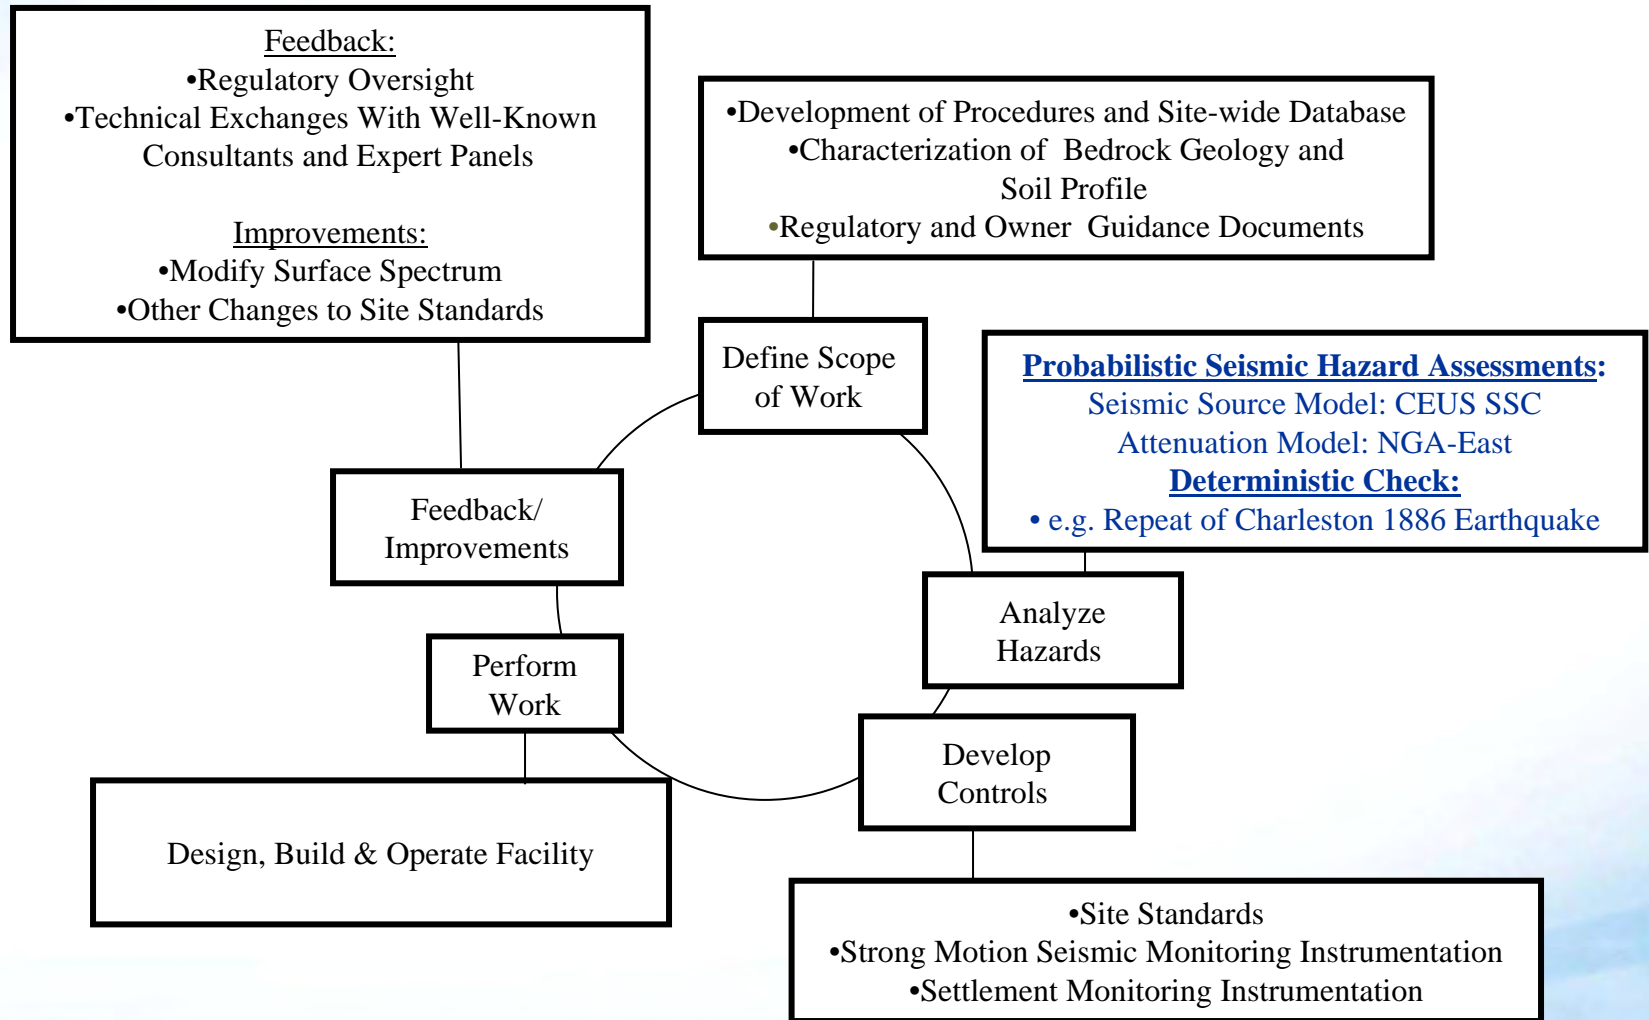 Feedback:
•Regulatory Oversight
•Technical Exchanges With Well-Known
Consultants and Expert Panels
Improvements:
•Modify Surface Spectrum
•Other Changes to Site Standards
•Development of Procedures and Site-wide Database
•Characterization of Bedrock Geology and
Soil Profile
•Regulatory and Owner Guidance Documents
Define Scope
of Work
Probabilistic Seismic Hazard Assessments:
Seismic Source Model: CEUS SSC
Attenuation Model: NGA-East
Deterministic Check:
• e.g. Repeat of Charleston 1886 Earthquake
Feedback/
Improvements
Analyze
Hazards
Perform
Work
Develop
Controls
Design, Build & Operate Facility
•Site Standards
•Strong Motion Seismic Monitoring Instrumentation
•Settlement Monitoring Instrumentation